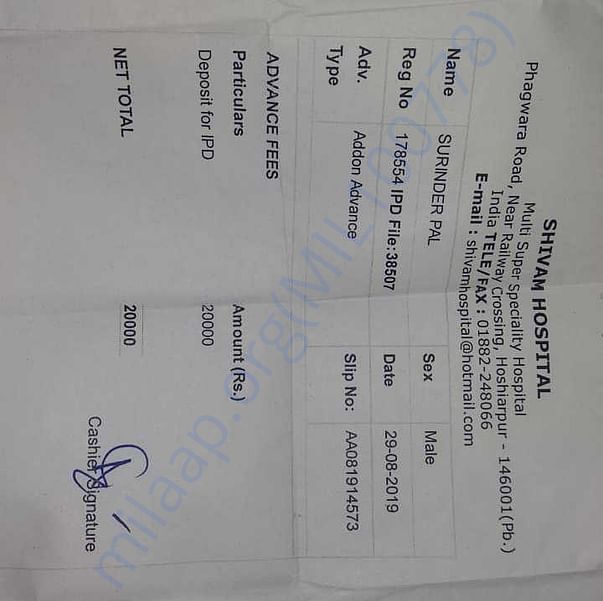 SHIVAM HOSPITAL
Multi Super Speciality Hospital
Phagwara Road, Near Railway Crossing, Hoshiarpur - 146001(Pb.)
India TELE/FAX : 01882-248066
E-mail : shivamhospital@hotmail.com
Name SURINDER PAL Sex Male
Reg No 178554 IPD File:38507 Date 29-08-2019
Adv. Type Addon Advance Slip No: AA081914573
ADVANCE FEES
Particulars Amount (Rs.)
Deposit for IPD 20000
NET TOTAL 20000
Cashier Signature
milaap.org(MIL100778)